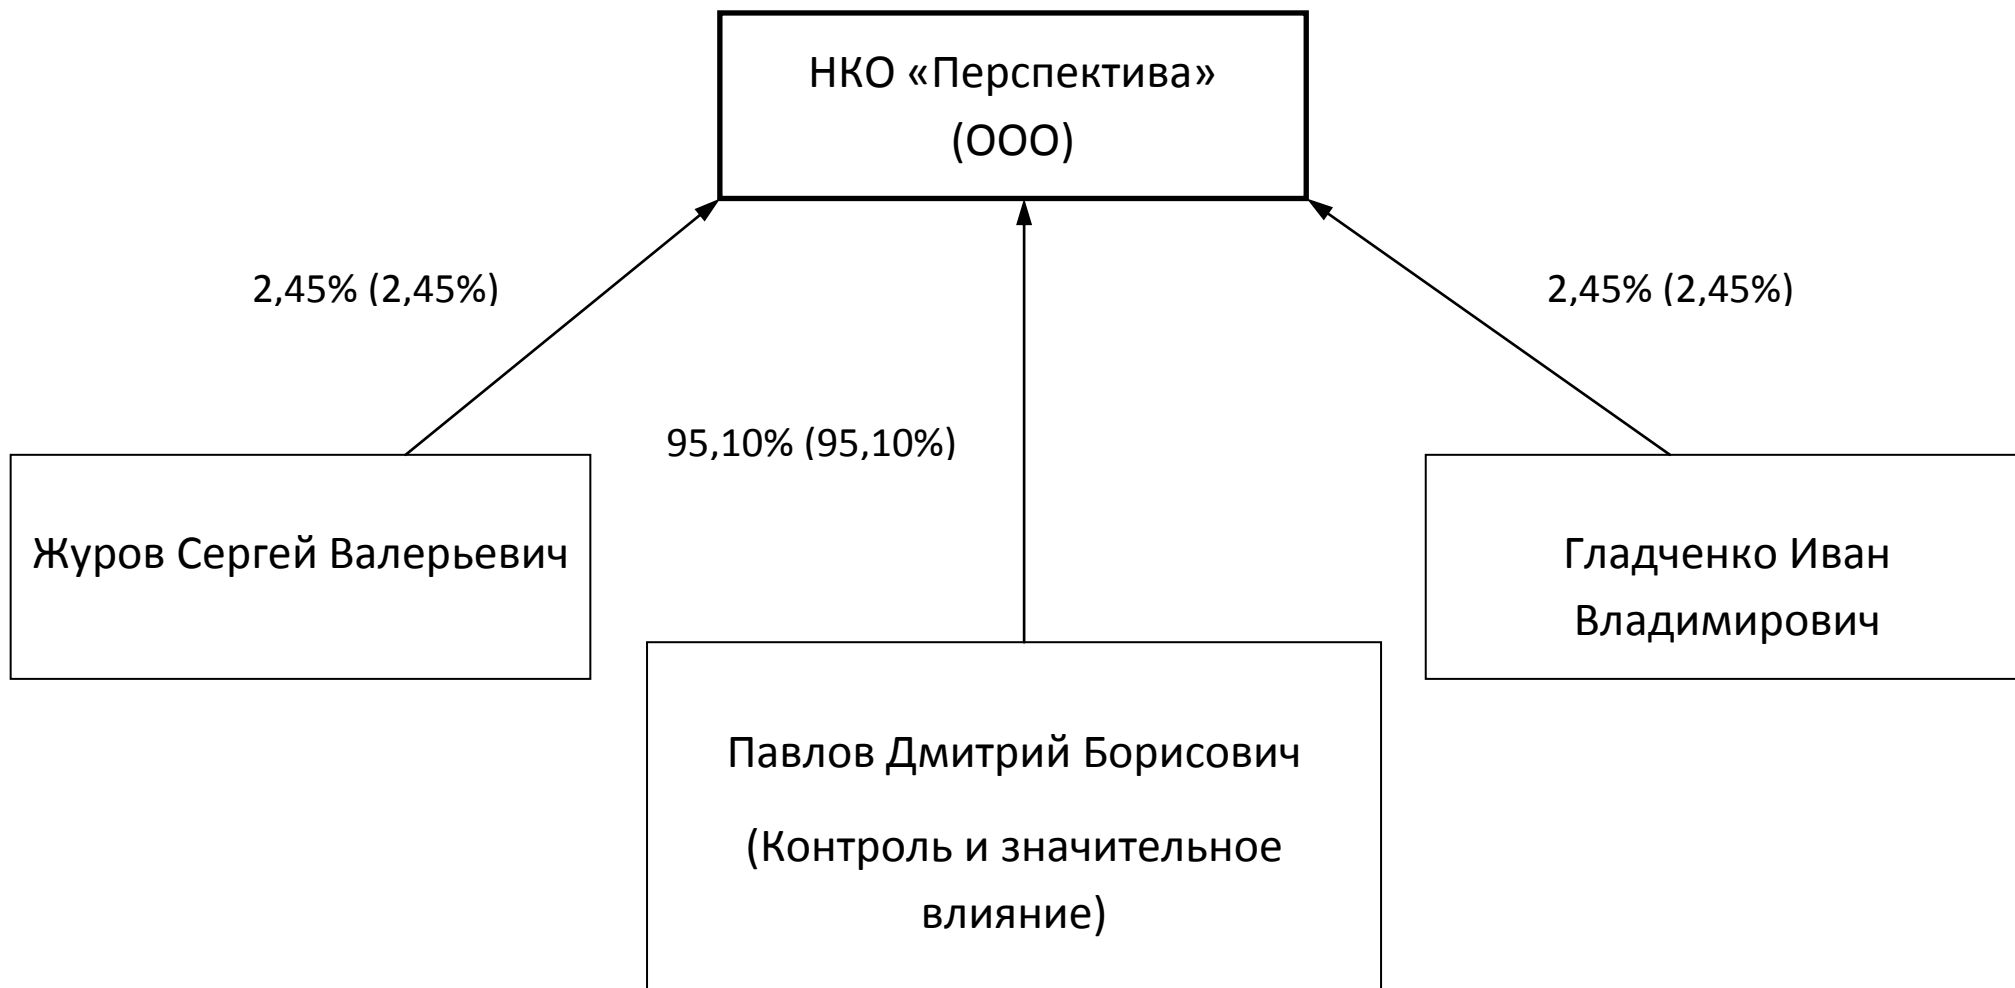 НКО «Перспектива»
(ООО)
2,45% (2,45%)
2,45% (2,45%)
95,10% (95,10%)
Журов Сергей Валерьевич
Гладченко Иван
Владимирович
Павлов Дмитрий Борисович
(Контроль и значительное
влияние)